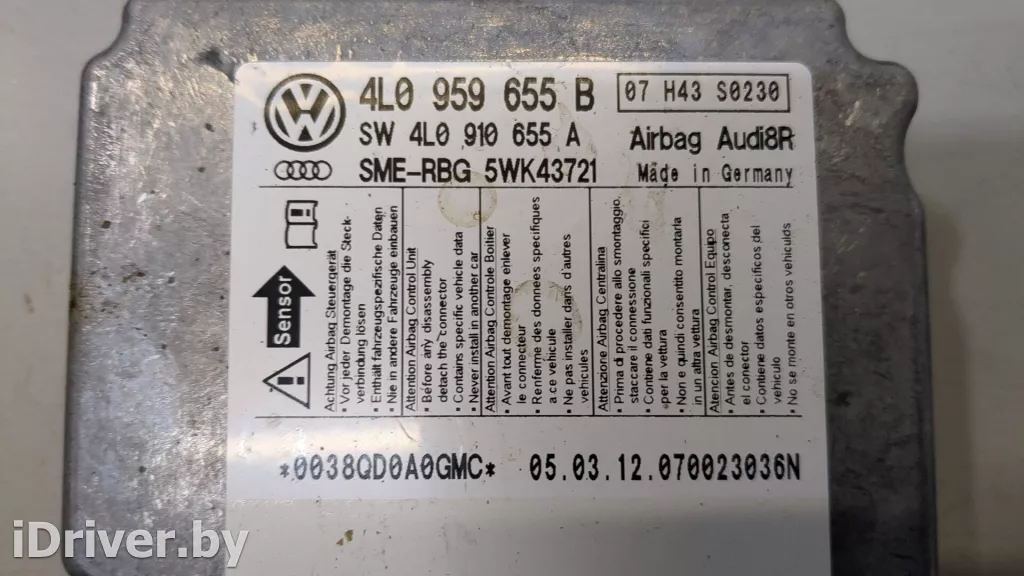 4L0 959 655 B
07 H43 S0230
SW 4L0 910 655 A
Airbag Audi8R
SME-RBG 5WK43721
Made in Germany
Sensor
Achtung Airbag Steuergerät
• Vor jeder Demontage die Steck-
verbindung lösen
• Enthält fahrzeugspezifische Daten
• Nie in andere Fahrzeuge einbauen
Attention Airbag Control Unit
• Before any disassembly
detach the connector
• Contains specific vehicle data
• Never install in another car
Attention Airbag Controle Boîtier
• Avant tout demontage enlever
le connecteur
• Renferme des données specifiques
a ce vehicule
• Ne pas installer dans d'autres
véhicules
Attenzione Airbag Centralina
• Prima di procedere allo smontaggio,
staccare il connessione
• Contiene dati funzionali specifici
per la vettura
• Non e quindi consentito montarla
in un altra vettura
Atencion Airbag Control Equipo
• Antes de desmontar, desconecta
el conector
• Contiene datos especificos del
vehiculo
• No se monte en otros vehiculds
*0038QD0A0GMC*
05.03.12.070023036N
iDriver.by